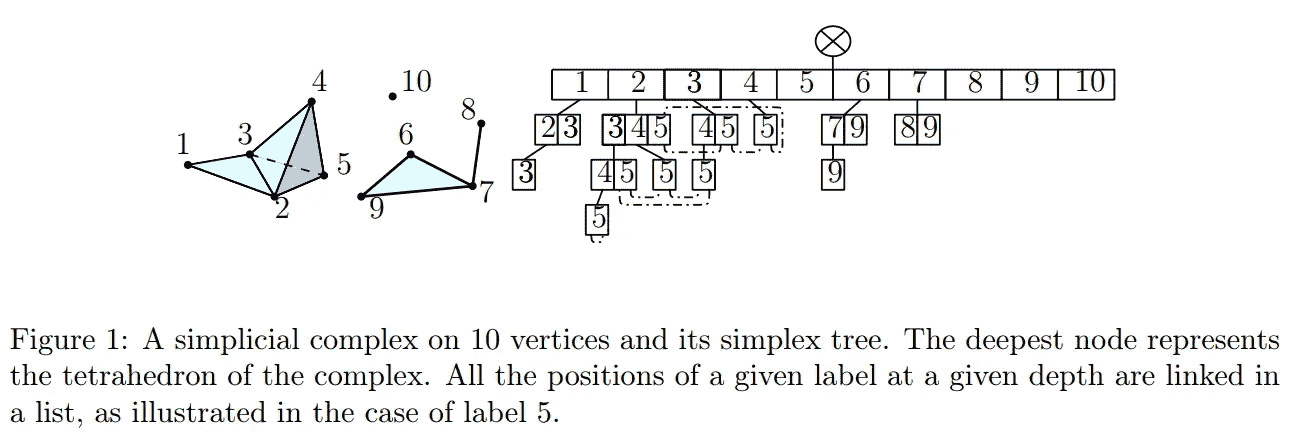 4
10
8
3
6
1
5
7
2
9
1 2 3 4 5 6 7 8 9 10
2 3 3 4 5 4 5 5 7 9 8 9
3 4 5 5 5 9
5
Figure 1: A simplicial complex on 10 vertices and its simplex tree. The deepest node represents
the tetrahedron of the complex. All the positions of a given label at a given depth are linked in
a list, as illustrated in the case of label 5.